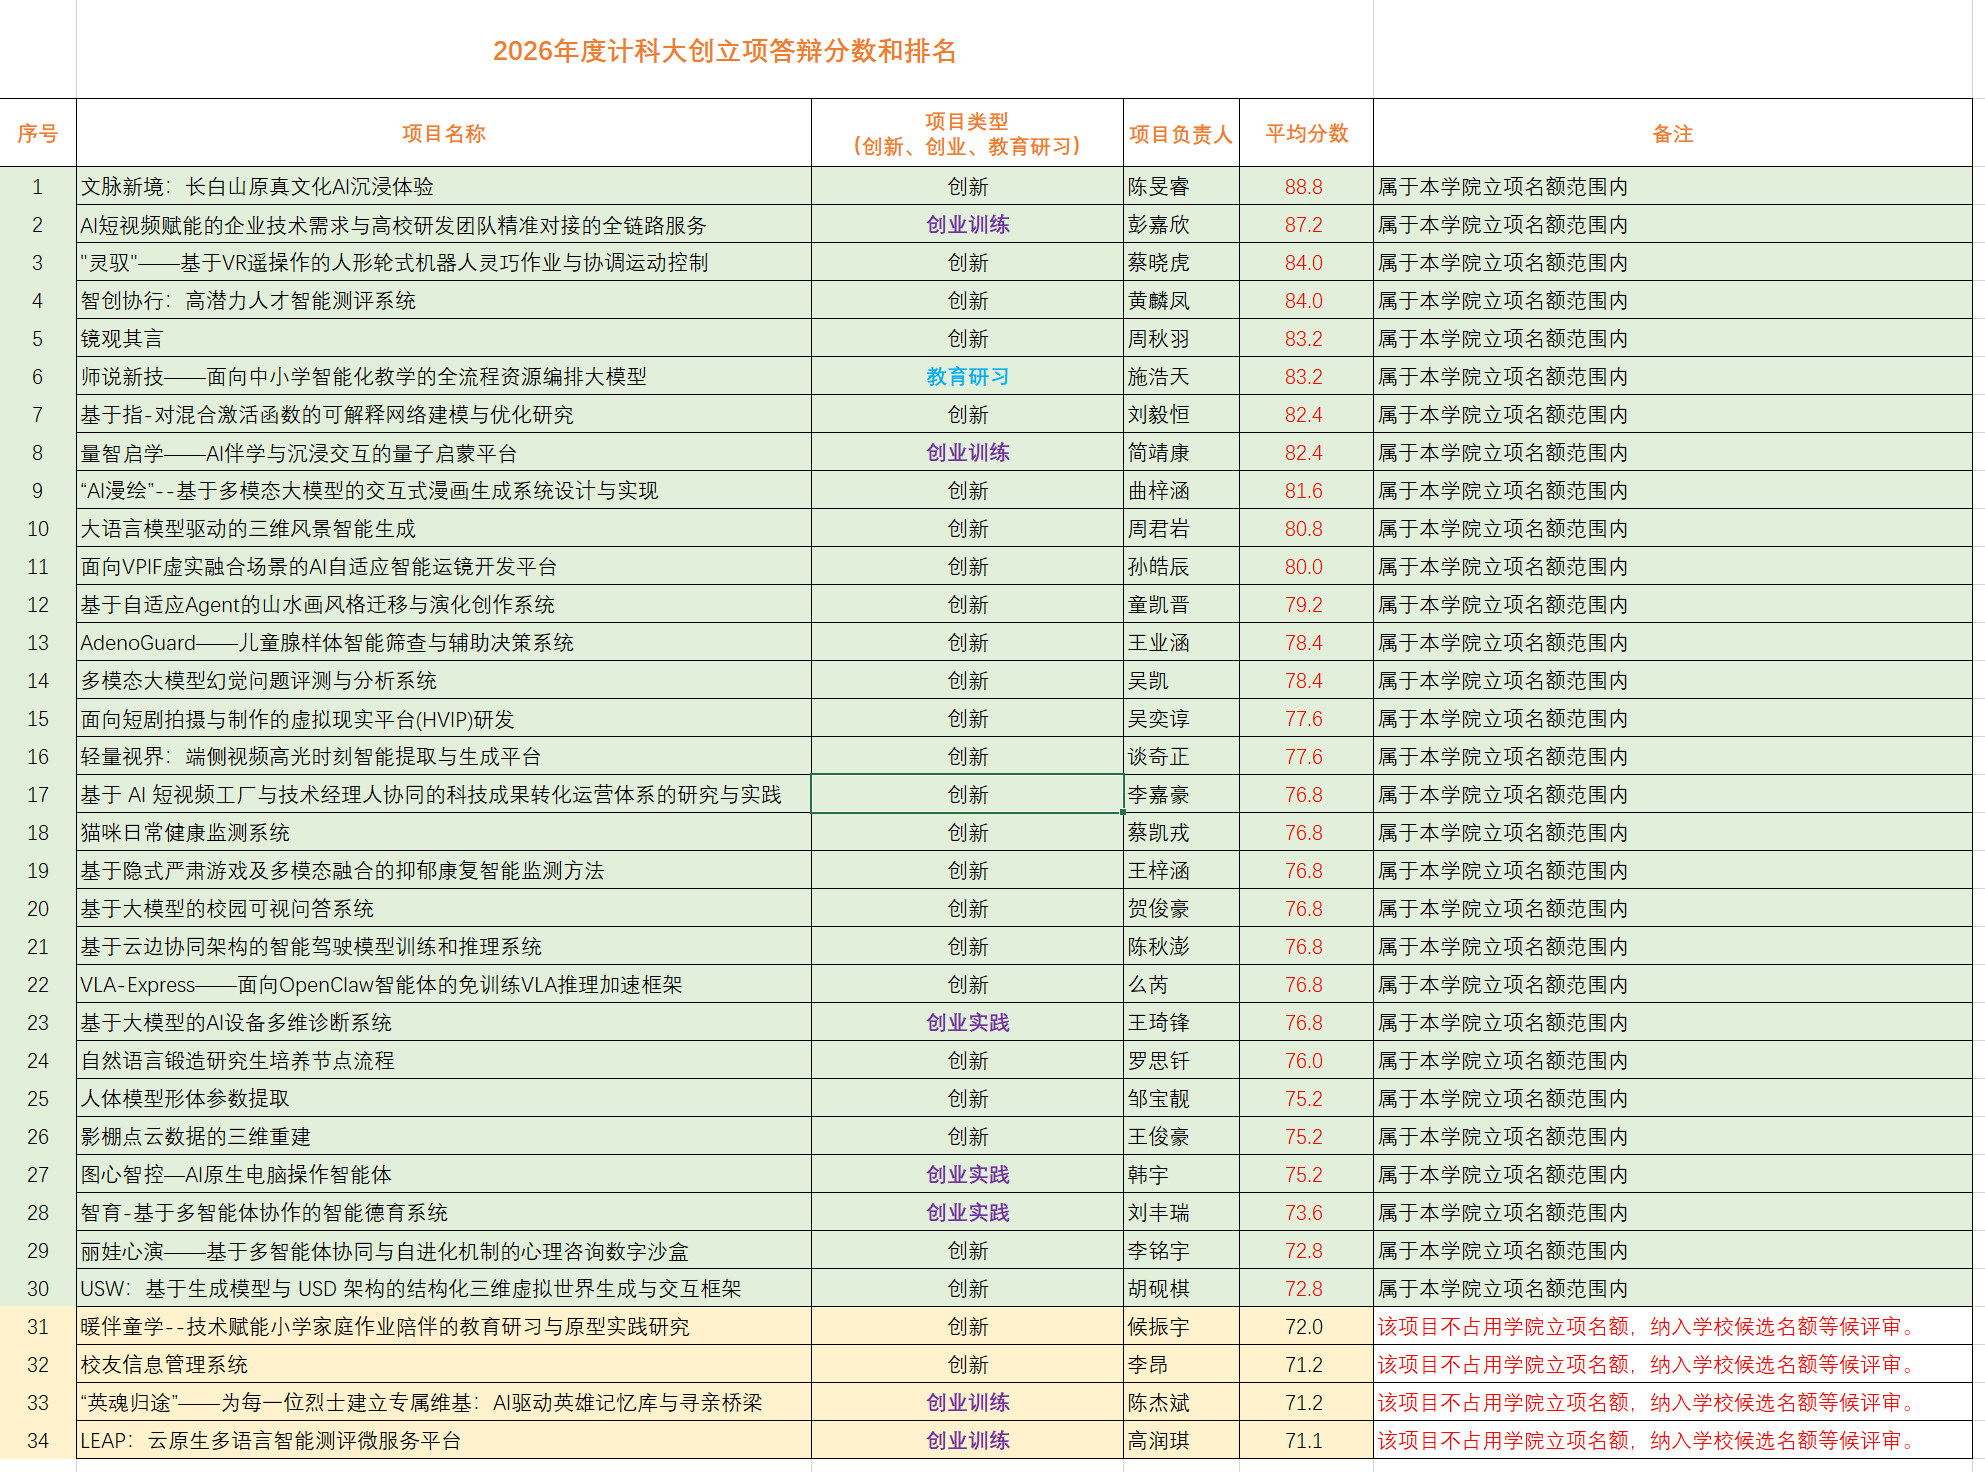 2026年度计科大创立项答辩分数和排名
序号 项目名称 项目类型 项目负责人 平均分数 备注
(创新、创业、教育研习)
1 文脉新境：长白山原真文化AI沉浸体验 创新 陈旻睿 88.8 属于本学院立项名额范围内
2 AI短视频赋能的企业技术需求与高校研发团队精准对接的全链路服务 创业训练 彭嘉欣 87.2 属于本学院立项名额范围内
3 "灵驭"——基于VR遥操作的人形轮式机器人灵巧作业与协调运动控制 创新 蔡晓虎 84.0 属于本学院立项名额范围内
4 智创协行：高潜力人才智能测评系统 创新 黄麟凤 84.0 属于本学院立项名额范围内
5 镜观其言 创新 周秋羽 83.2 属于本学院立项名额范围内
6 师说新技——面向中小学智能化教学的全流程资源编排大模型 教育研习 施浩天 83.2 属于本学院立项名额范围内
7 基于指-对混合激活函数的可解释网络建模与优化研究 创新 刘毅恒 82.4 属于本学院立项名额范围内
8 量智启学——AI伴学与沉浸交互的量子启蒙平台 创业训练 简靖康 82.4 属于本学院立项名额范围内
9 “AI漫绘”--基于多模态大模型的交互式漫画生成系统设计与实现 创新 曲梓涵 81.6 属于本学院立项名额范围内
10 大语言模型驱动的三维风景智能生成 创新 周君岩 80.8 属于本学院立项名额范围内
11 面向VPIF虚实融合场景的AI自适应智能运镜开发平台 创新 孙皓辰 80.0 属于本学院立项名额范围内
12 基于自适应Agent的山水画风格迁移与演化创作系统 创新 童凯晋 79.2 属于本学院立项名额范围内
13 AdenoGuard——儿童腺样体智能筛查与辅助决策系统 创新 王业涵 78.4 属于本学院立项名额范围内
14 多模态大模型幻觉问题评测与分析系统 创新 吴凯 78.4 属于本学院立项名额范围内
15 面向短剧拍摄与制作的虚拟现实平台(HVIP)研发 创新 吴奕谆 77.6 属于本学院立项名额范围内
16 轻量视界：端侧视频高光时刻智能提取与生成平台 创新 谈奇正 77.6 属于本学院立项名额范围内
17 基于 AI 短视频工厂与技术经理人协同的科技成果转化运营体系的研究与实践 创新 李嘉豪 76.8 属于本学院立项名额范围内
18 猫咪日常健康监测系统 创新 蔡凯戎 76.8 属于本学院立项名额范围内
19 基于隐式严肃游戏及多模态融合的抑郁康复智能监测方法 创新 王梓涵 76.8 属于本学院立项名额范围内
20 基于大模型的校园可视问答系统 创新 贺俊豪 76.8 属于本学院立项名额范围内
21 基于云边协同架构的智能驾驶模型训练和推理系统 创新 陈秋澎 76.8 属于本学院立项名额范围内
22 VLA-Express——面向OpenClaw智能体的免训练VLA推理加速框架 创新 么芮 76.8 属于本学院立项名额范围内
23 基于大模型的AI设备多维诊断系统 创业实践 王琦锋 76.8 属于本学院立项名额范围内
24 自然语言锻造研究生培养节点流程 创新 罗思钎 76.0 属于本学院立项名额范围内
25 人体模型形体参数提取 创新 邹宝靓 75.2 属于本学院立项名额范围内
26 影棚点云数据的三维重建 创新 王俊豪 75.2 属于本学院立项名额范围内
27 图心智控—AI原生电脑操作智能体 创业实践 韩宇 75.2 属于本学院立项名额范围内
28 智育-基于多智能体协作的智能德育系统 创业实践 刘丰瑞 73.6 属于本学院立项名额范围内
29 丽娃心演——基于多智能体协同与自进化机制的心理咨询数字沙盒 创新 李铭宇 72.8 属于本学院立项名额范围内
30 USW：基于生成模型与 USD 架构的结构化三维虚拟世界生成与交互框架 创新 胡砚棋 72.8 属于本学院立项名额范围内
31 暖伴童学--技术赋能小学家庭作业陪伴的教育研习与原型实践研究 创新 候振宇 72.0 该项目不占用学院立项名额，纳入学校候选名额等候评审。
32 校友信息管理系统 创新 李昂 71.2 该项目不占用学院立项名额，纳入学校候选名额等候评审。
33 “英魂归途”——为每一位烈士建立专属维基：AI驱动英雄记忆库与寻亲桥梁 创业训练 陈杰斌 71.2 该项目不占用学院立项名额，纳入学校候选名额等候评审。
34 LEAP：云原生多语言智能测评微服务平台 创业训练 高润琪 71.1 该项目不占用学院立项名额，纳入学校候选名额等候评审。